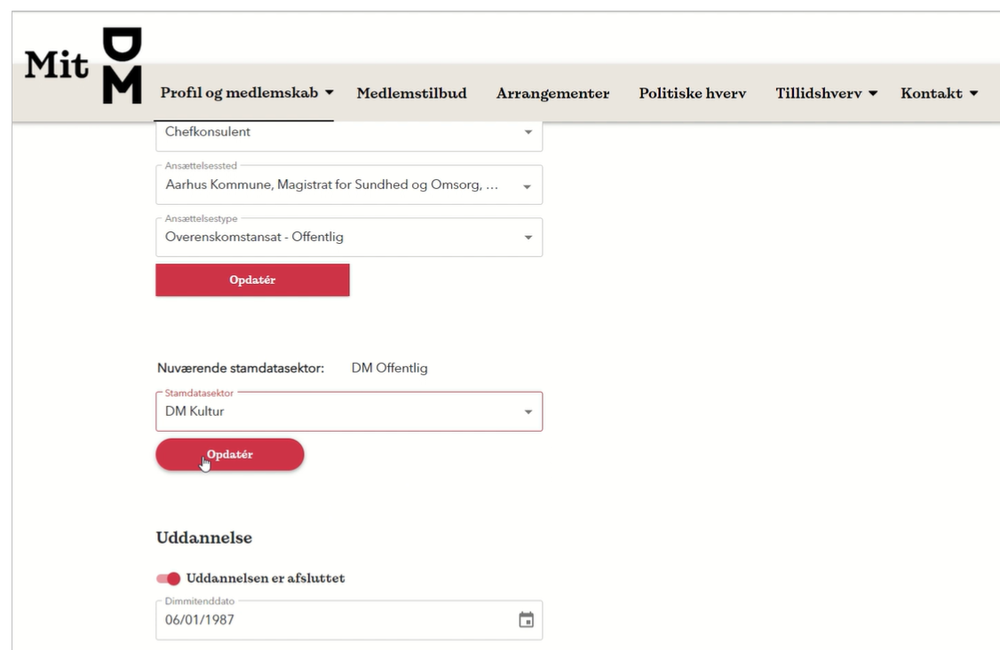 Mit DM
Profil og medlemskab Medlemstilbud Arrangementer Politiske hverv Tillidshverv Kontakt
Chefkonsulent
Ansættelsessted
Aarhus Kommune, Magistrat for Sundhed og Omsorg, ...
Ansættelsestype
Overenskomstansat - Offentlig
Opdatér
Nuværende stamdatasektor: DM Offentlig
Stamdatasektor
DM Kultur
Opdatér
Uddannelse
Uddannelsen er afsluttet
Dimmitenddato
06/01/1987